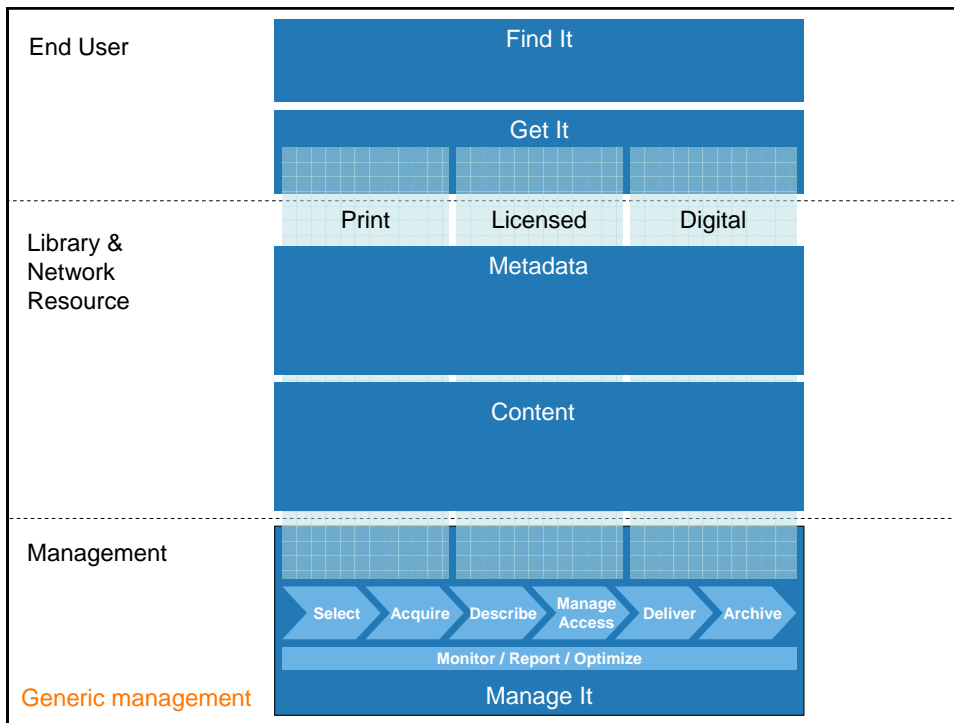 End User
Find It
Get It
Print
Licensed
Digital
Library &
Network
Resource
Metadata
Content
Management
Select
Acquire
Describe
Manage
Access
Deliver
Archive
Monitor / Report / Optimize
Manage It
Generic management